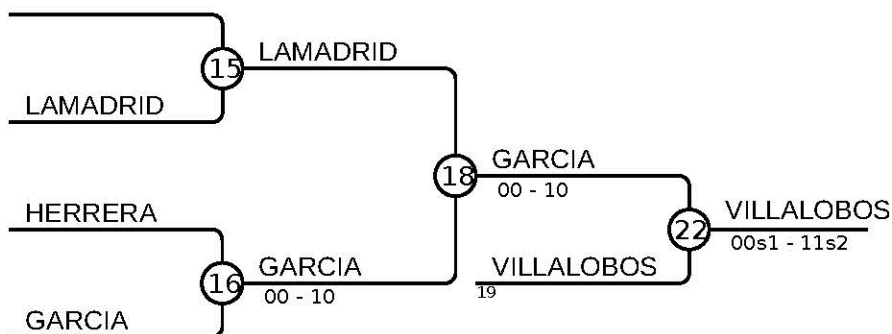 15 LAMADRID
LAMADRID
18 GARCIA
00 - 10
HERRERA
22 VILLALOBOS
00s1 - 11s2
16 GARCIA
00 - 10
VILLALOBOS
19
GARCIA